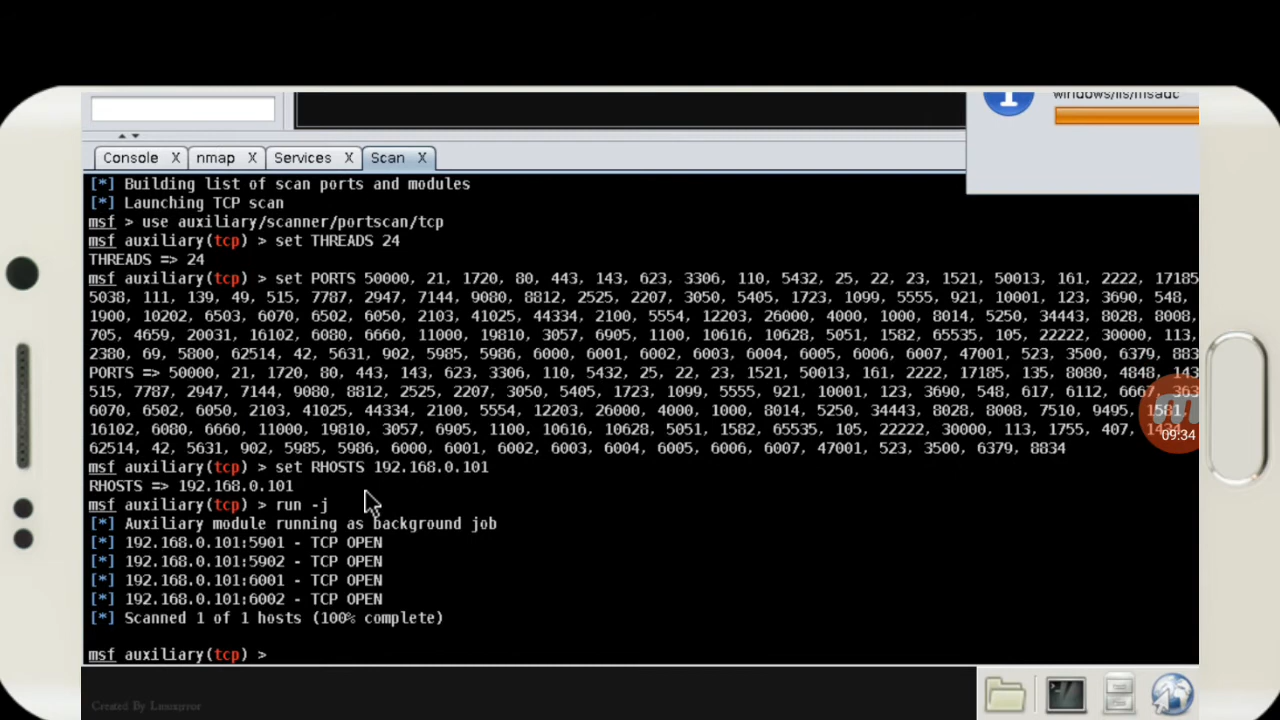 windows/iis/msadc
Console X nmap X Services X Scan X
[*] Building list of scan ports and modules
[*] Launching TCP scan
msf > use auxiliary/scanner/portscan/tcp
msf auxiliary(tcp) > set THREADS 24
THREADS => 24
msf auxiliary(tcp) > set PORTS 50000, 21, 1720, 80, 443, 143, 623, 3306, 110, 5432, 25, 22, 23, 1521, 50013, 161, 2222, 17185
5038, 111, 139, 49, 515, 7787, 2947, 7144, 9080, 8812, 2525, 2207, 3050, 5405, 1723, 1099, 5555, 921, 10001, 123, 3690, 548,
1900, 10202, 6503, 6070, 6502, 6050, 2103, 41025, 44334, 2100, 5554, 12203, 26000, 4000, 1000, 8014, 5250, 34443, 8028, 8008,
705, 4659, 20031, 16102, 6080, 6660, 11000, 19810, 3057, 6905, 1100, 10616, 10628, 5051, 1582, 65535, 105, 22222, 30000, 113,
2380, 69, 5800, 62514, 42, 5631, 902, 5985, 5986, 6000, 6001, 6002, 6003, 6004, 6005, 6006, 6007, 47001, 523, 3500, 6379, 883
PORTS => 50000, 21, 1720, 80, 443, 143, 623, 3306, 110, 5432, 25, 22, 23, 1521, 50013, 161, 2222, 17185, 135, 8080, 4848, 143
515, 7787, 2947, 7144, 9080, 8812, 2525, 2207, 3050, 5405, 1723, 1099, 5555, 921, 10001, 123, 3690, 548, 617, 6112, 6667, 363
6070, 6502, 6050, 2103, 41025, 44334, 2100, 5554, 12203, 26000, 4000, 1000, 8014, 5250, 34443, 8028, 8008, 7510, 9495, 1581,
16102, 6080, 6660, 11000, 19810, 3057, 6905, 1100, 10616, 10628, 5051, 1582, 65535, 105, 22222, 30000, 113, 1755, 407,
62514, 42, 5631, 902, 5985, 5986, 6000, 6001, 6002, 6003, 6004, 6005, 6006, 6007, 47001, 523, 3500, 6379, 8834
09:34
msf auxiliary(tcp) > set RHOSTS 192.168.0.101
RHOSTS => 192.168.0.101
msf auxiliary(tcp) > run -j
[*] Auxiliary module running as background job
[*] 192.168.0.101:5901 - TCP OPEN
[*] 192.168.0.101:5902 - TCP OPEN
[*] 192.168.0.101:6001 - TCP OPEN
[*] 192.168.0.101:6002 - TCP OPEN
[*] Scanned 1 of 1 hosts (100% complete)
msf auxiliary(tcp) >
Created By